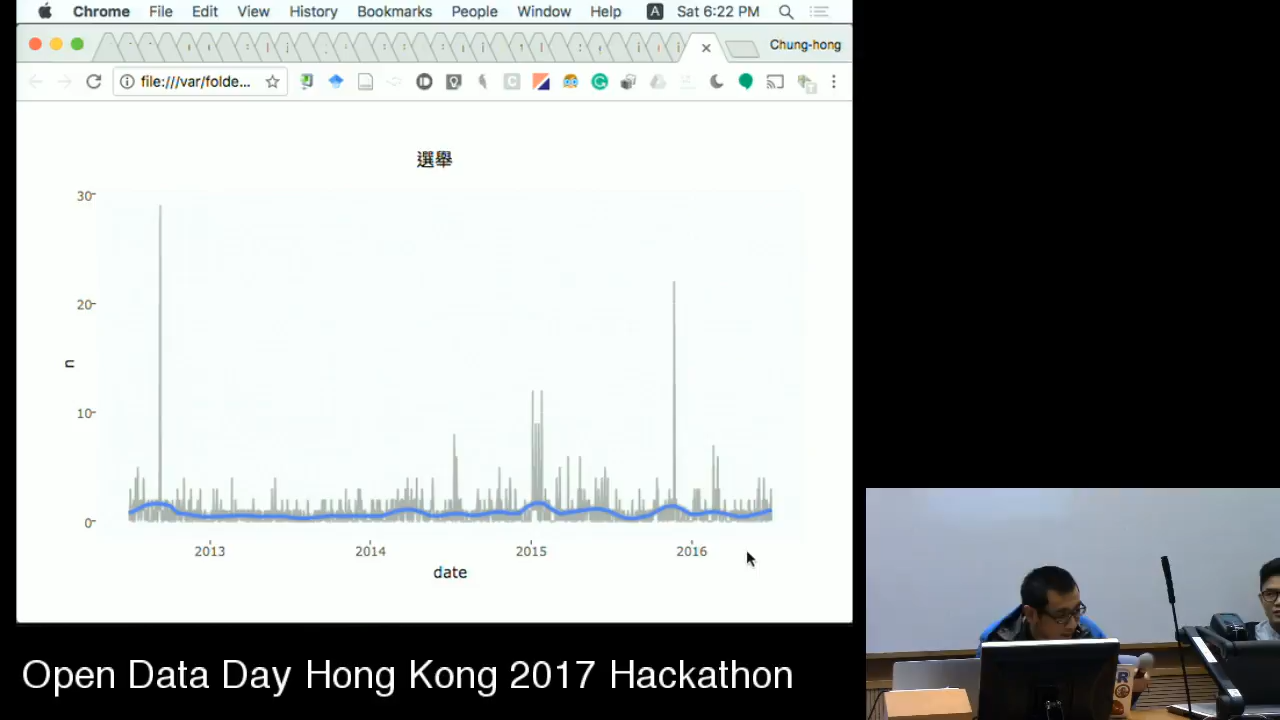 Chrome File Edit View History Bookmarks People Window Help A Sat 6:22 PM
Chung-hong
file:///var/folde...
選舉
30
20
n
10
0
2013 2014 2015 2016
date
Open Data Day Hong Kong 2017 Hackathon